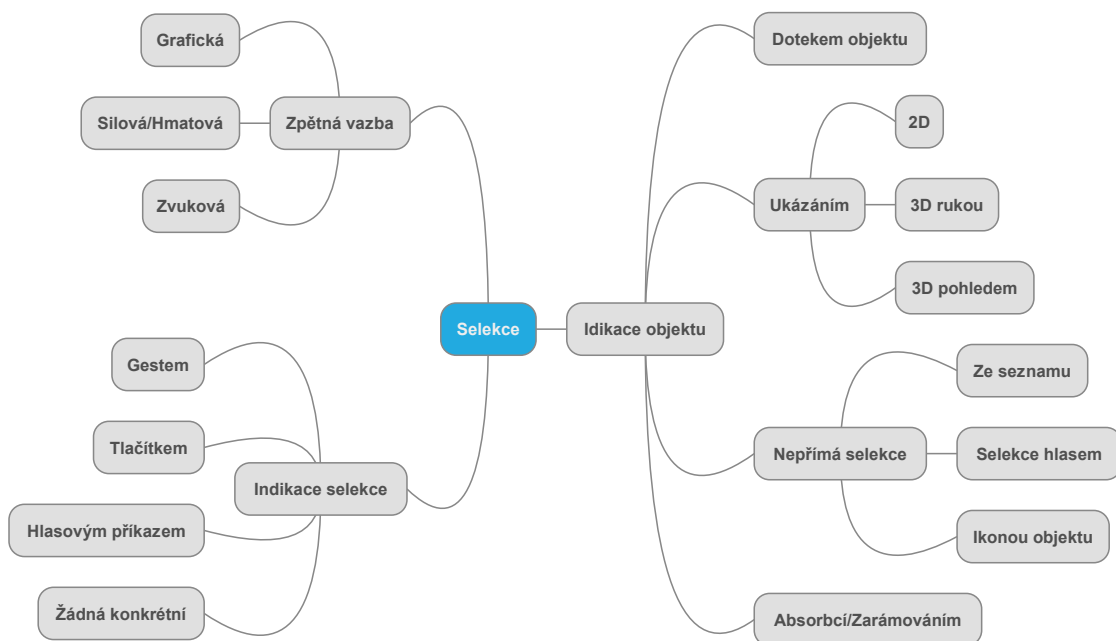 Grafická
Silová/Hmatová
Zpětná vazba
Zvuková
Selekce
Gestem
Tlačítkem
Indikace selekce
Hlasovým příkazem
Žádná konkrétní
Idikace objektu
Dotekem objektu
Ukázáním
2D
3D rukou
3D pohledem
Nepřímá selekce
Ze seznamu
Selekce hlasem
Ikonou objektu
Absorbcí/Zarámováním